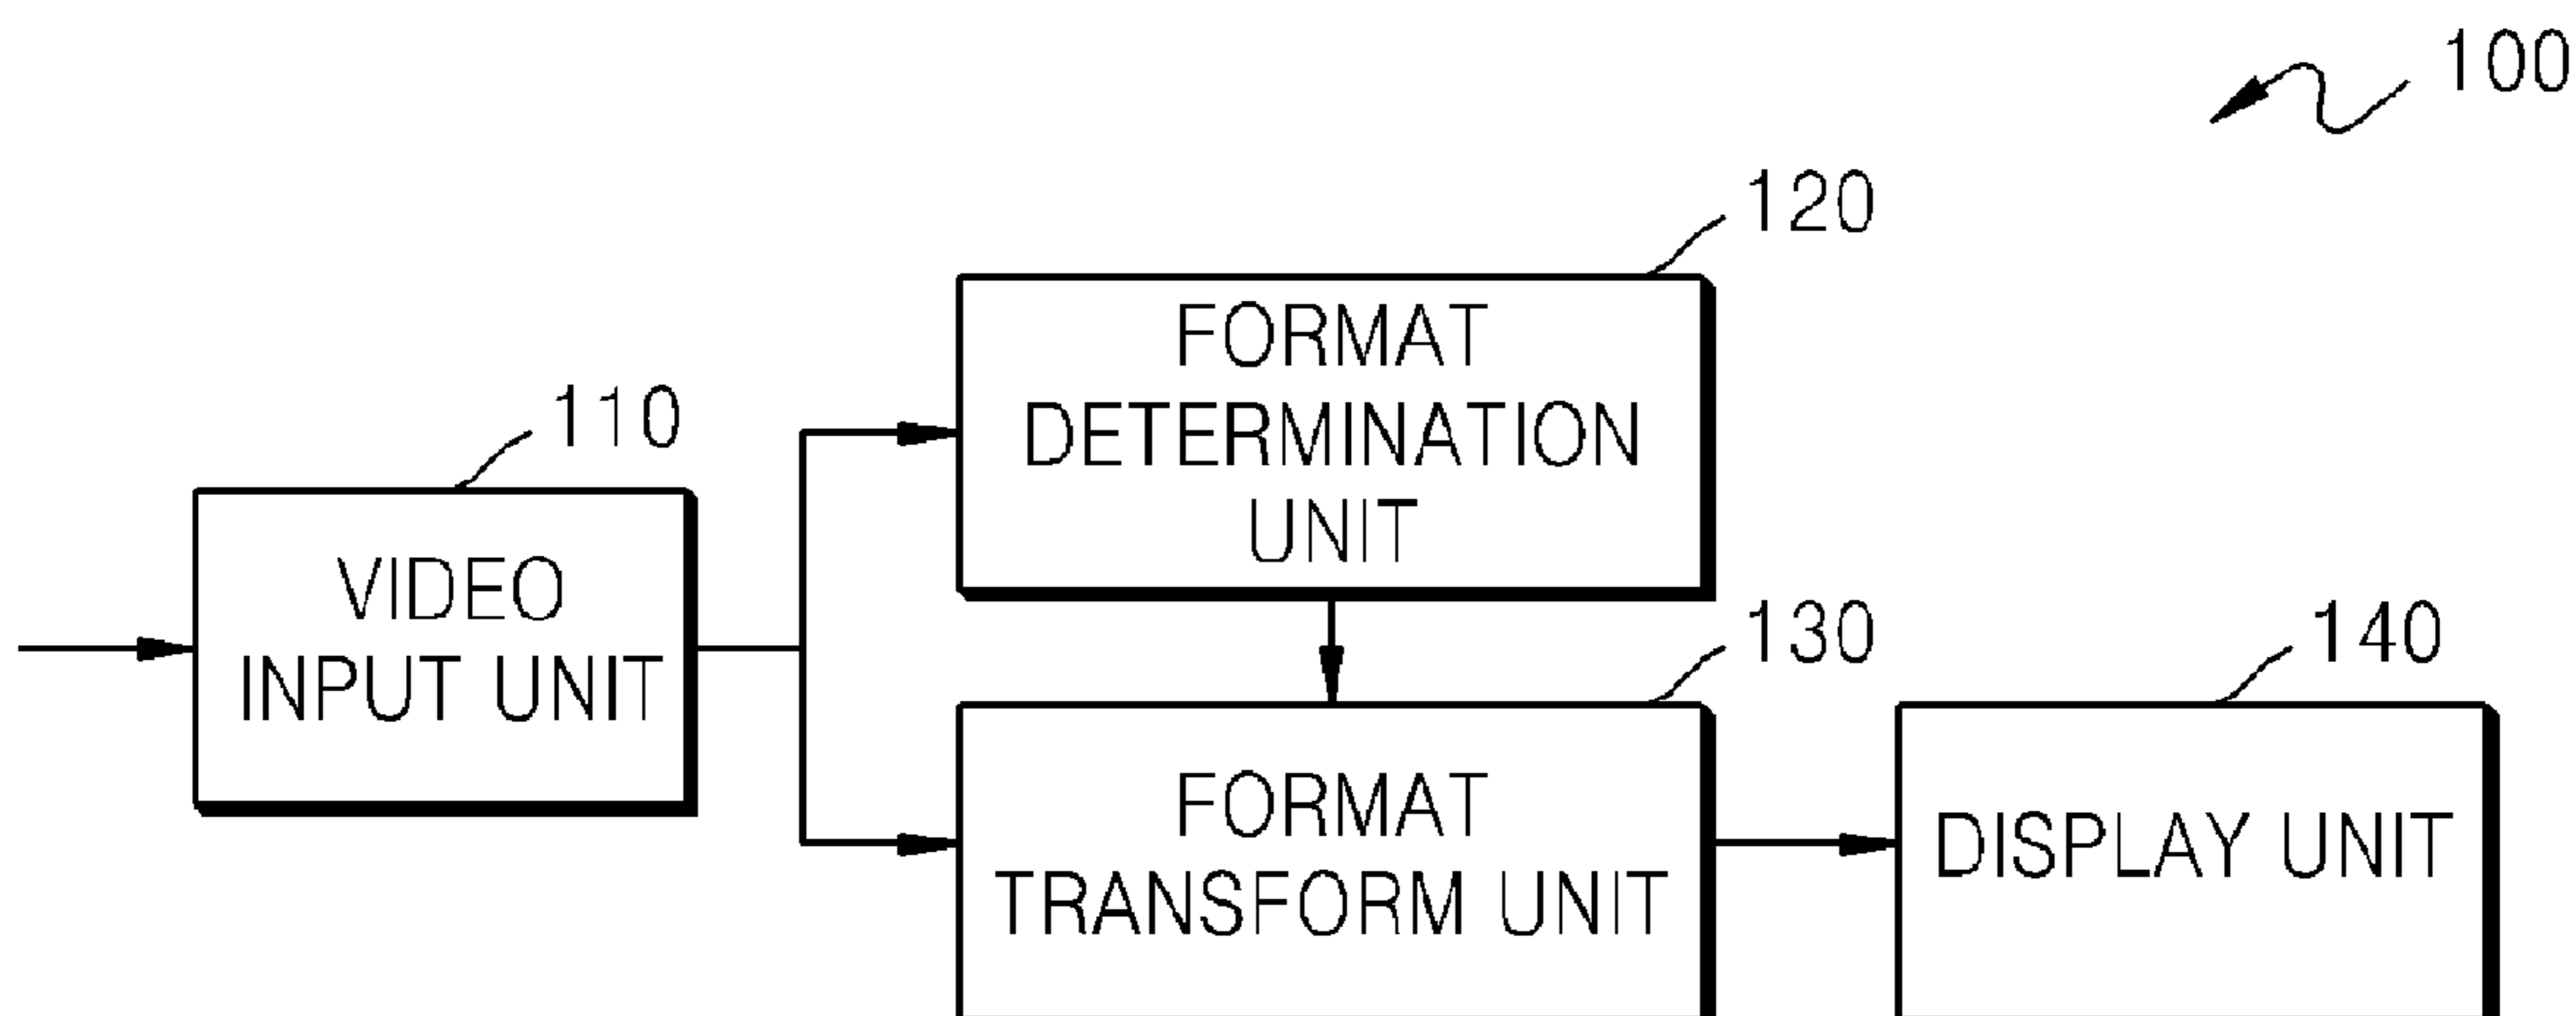 100
120
FORMAT
DETERMINATION
UNIT
110
VIDEO
INPUT UNIT
130
FORMAT
TRANSFORM UNIT
140
DISPLAY UNIT